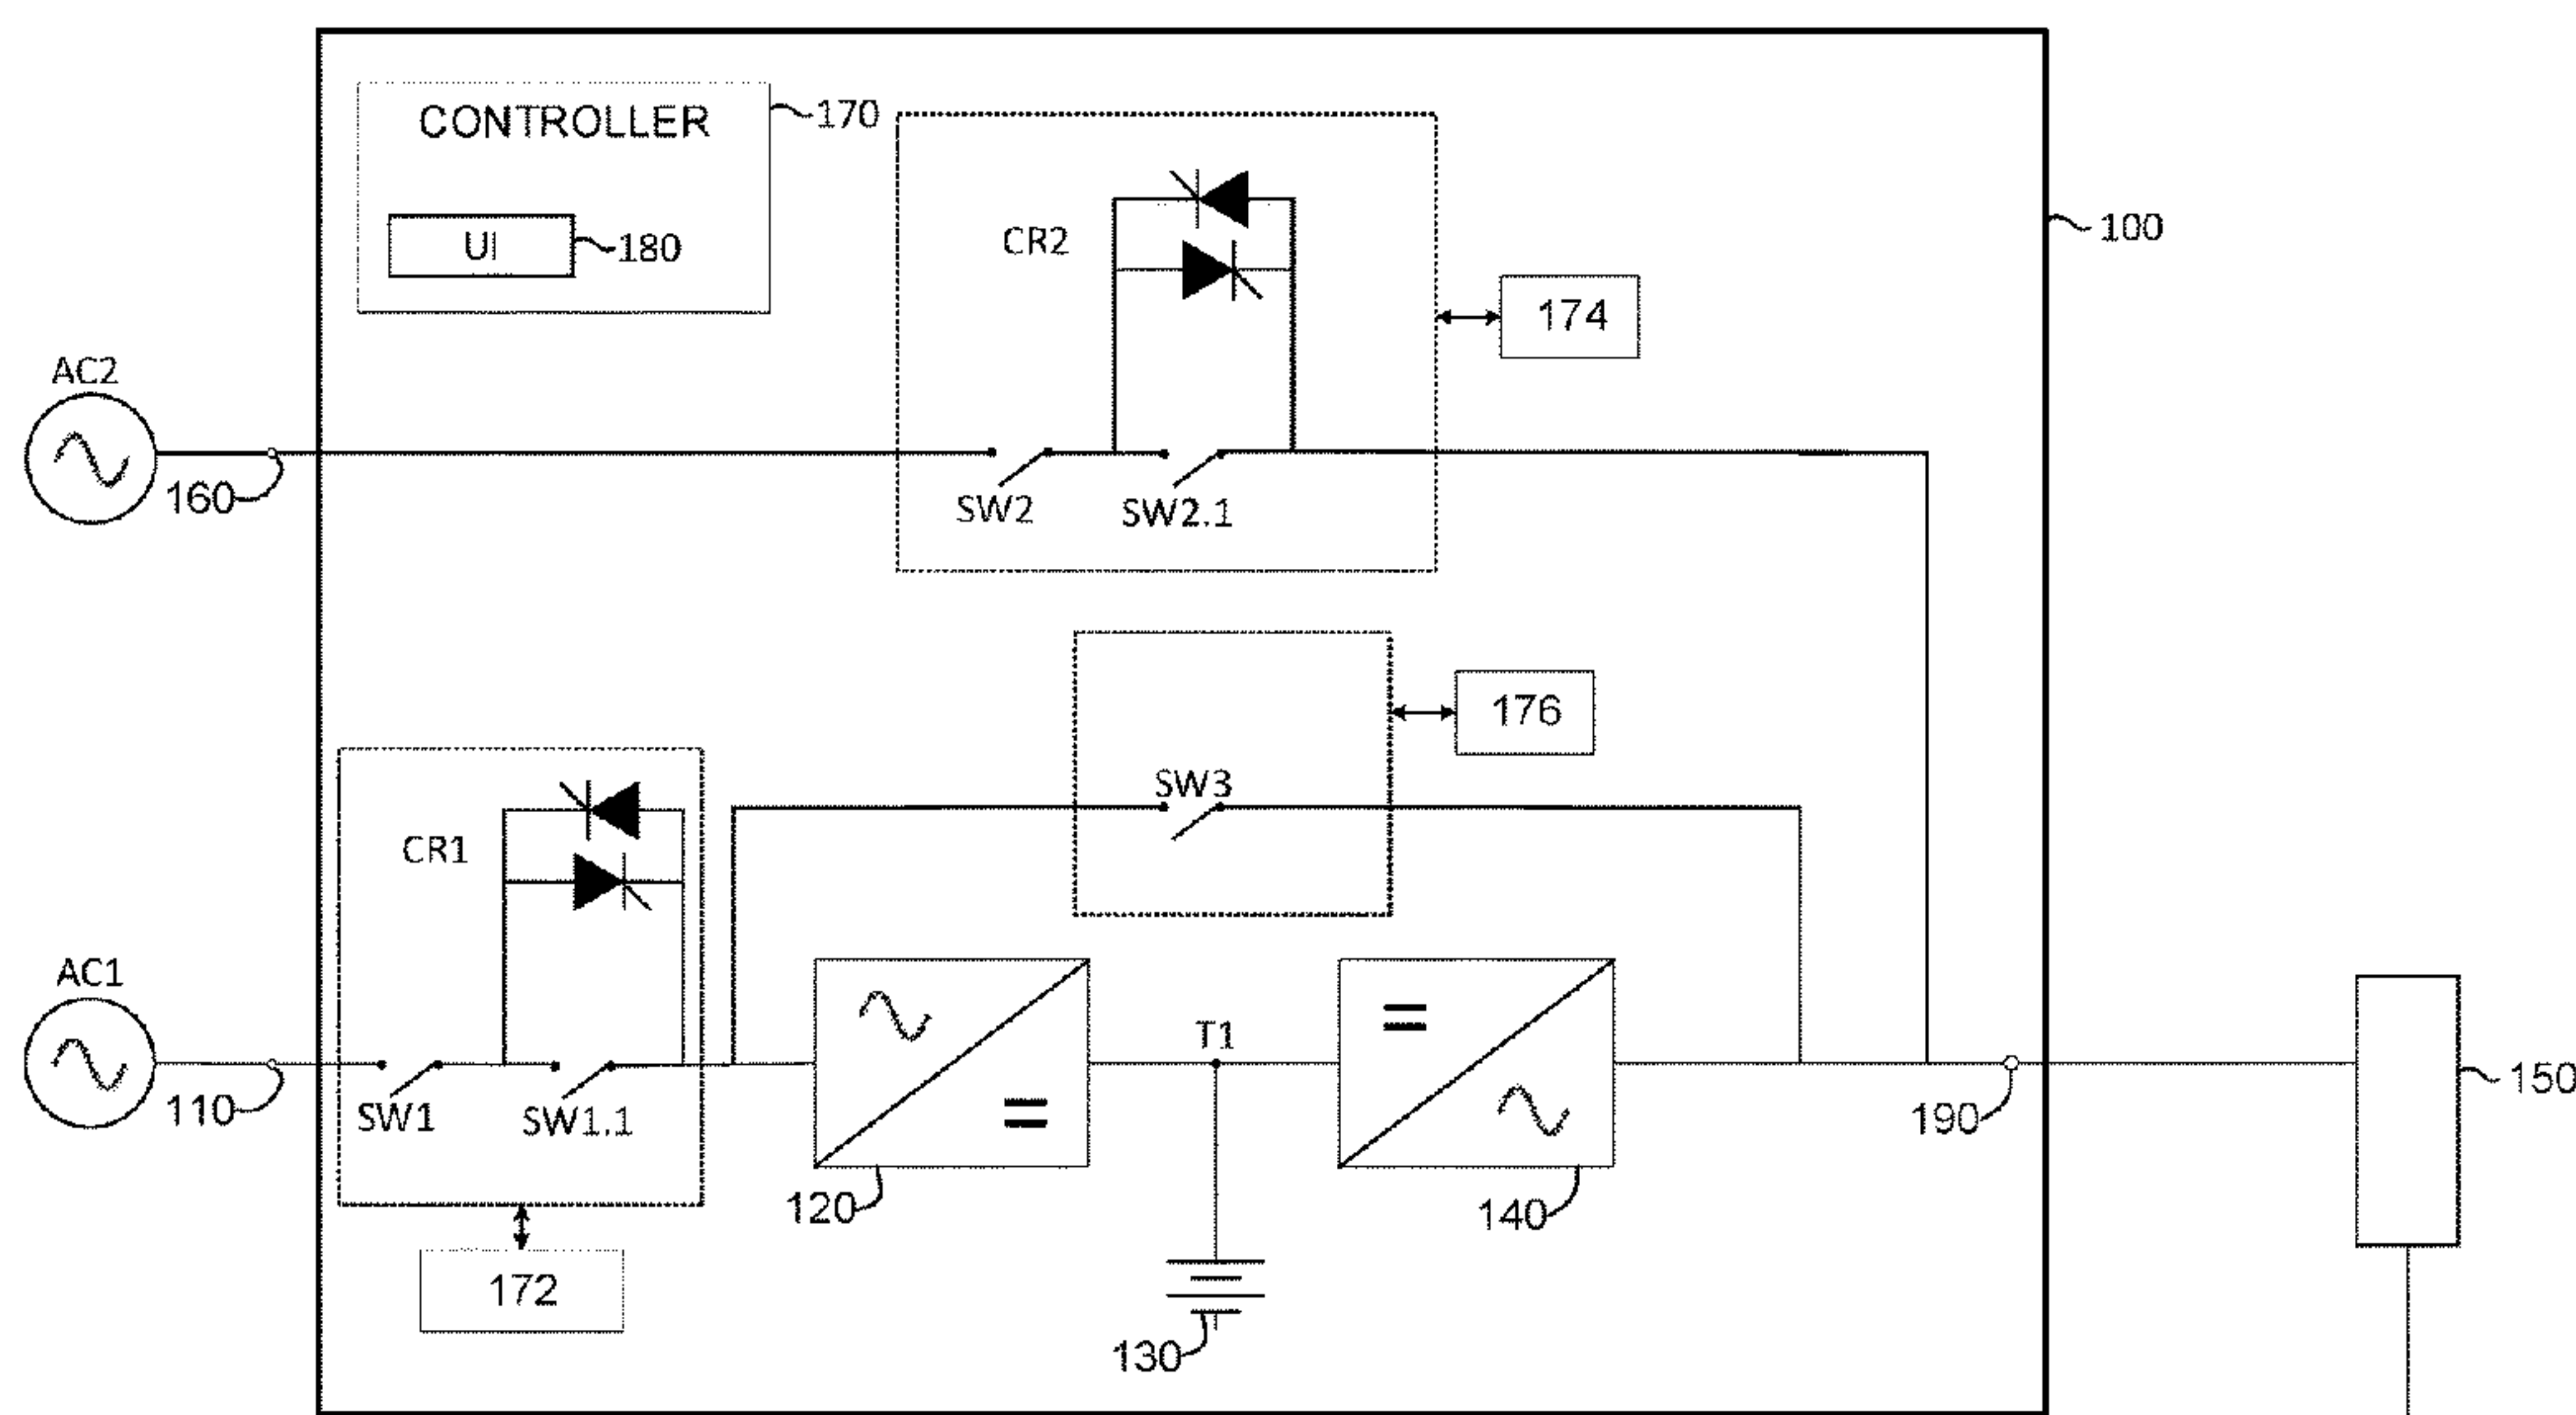 CONTROLLER
170
UI
180
CR2
100
174
AC2
160
SW2
SW2.1
176
SW3
CR1
AC1
T1
110
SW1
SW1.1
190
150
120
140
172
130